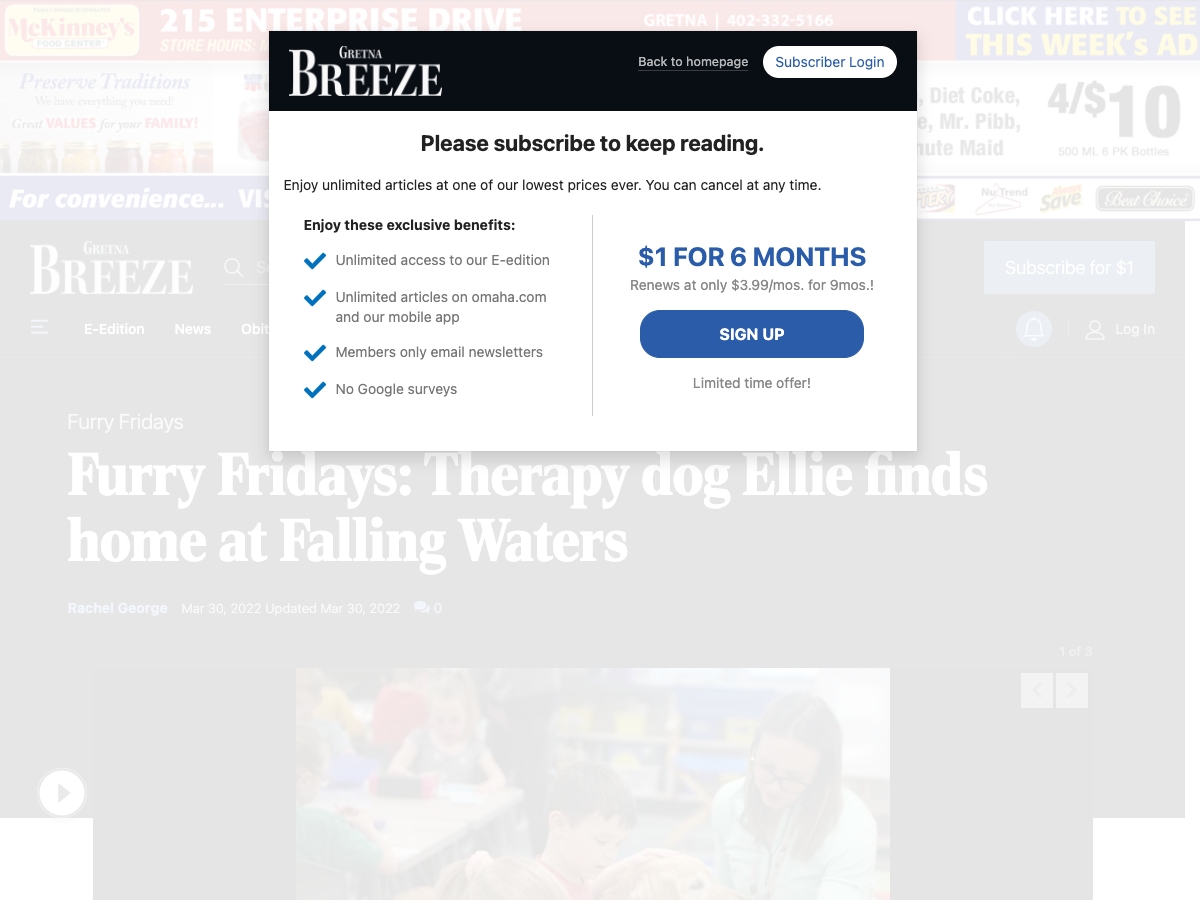 McKinney's
FOOD CENTER
215 ENTERPRISE DRIVE
GRETNA | 402-332-5166
STORE HOURS: M
CLICK HERE TO SEE
THIS WEEK's AD
Preserve Traditions
We have everything you need!
Great VALUES for your FAMILY!
, Diet Coke,
e, Mr. Pibb,
nute Maid
4/$10
500 ML 6 PK Bottles
For convenience... VIS
NuTrend
Always Save
Best Choice
GRETNA
BREEZE
Back to homepage
Subscriber Login
Please subscribe to keep reading.
Enjoy unlimited articles at one of our lowest prices ever. You can cancel at any time.
Enjoy these exclusive benefits:
Unlimited access to our E-edition
Unlimited articles on omaha.com
and our mobile app
Members only email newsletters
No Google surveys
$1 FOR 6 MONTHS
Renews at only $3.99/mos. for 9mos.!
SIGN UP
Limited time offer!
GRETNA
BREEZE
S
Subscribe for $1
E-Edition
News
Obit
Log In
Furry Fridays
Furry Fridays: Therapy dog Ellie finds
home at Falling Waters
Rachel George Mar 30, 2022 Updated Mar 30, 2022 0
1 of 3